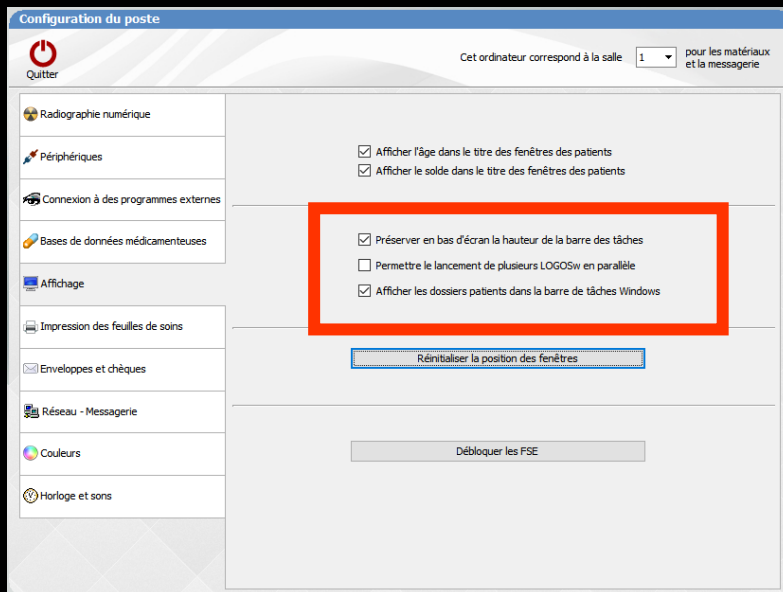 Configuration du poste
Quitter
Cet ordinateur correspond à la salle 1 pour les matériaux
et la messagerie
Radiographie numérique
Périphériques
Connexion à des programmes externes
Bases de données médicamenteuses
Affichage
Impression des feuilles de soins
Enveloppes et chèques
Réseau - Messagerie
Couleurs
Horloge et sons
Afficher l'âge dans le titre des fenêtres des patients
Afficher le solde dans le titre des fenêtres des patients
Préserver en bas d'écran la hauteur de la barre des tâches
Permettre le lancement de plusieurs LOGOSw en parallèle
Afficher les dossiers patients dans la barre de tâches Windows
Réinitialiser la position des fenêtres
Débloquer les FSE